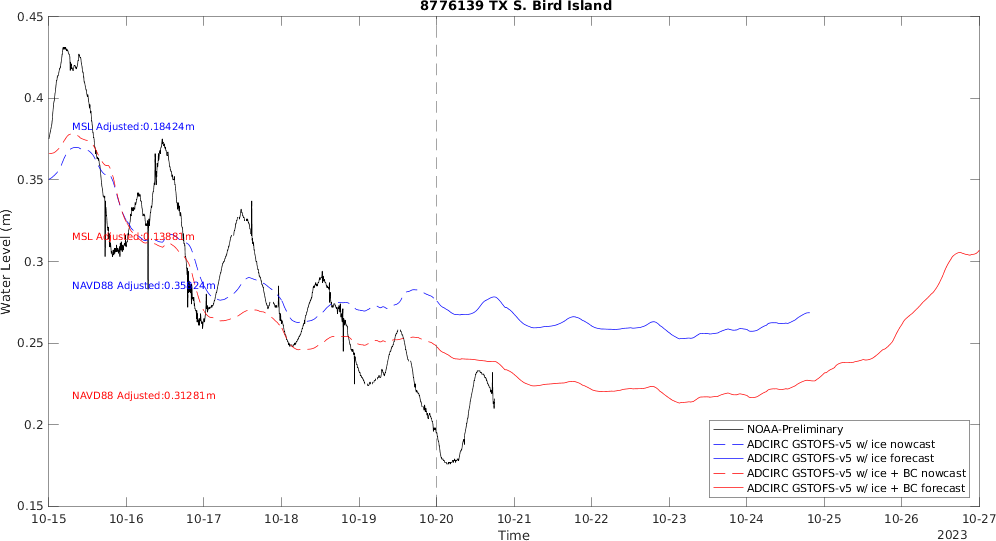 8776139 TX S. Bird Island
Water Level (m)
0.45
0.4
0.35
0.3
0.25
0.2
0.15
MSL Adjusted:0.18424m
MSL Adjusted:0.13881m
NAVD88 Adjusted:0.35824m
NAVD88 Adjusted:0.31281m
NOAA-Preliminary
ADCIRC GSTOFS-v5 w/ ice nowcast
ADCIRC GSTOFS-v5 w/ ice forecast
ADCIRC GSTOFS-v5 w/ ice + BC nowcast
ADCIRC GSTOFS-v5 w/ ice + BC forecast
10-15 10-16 10-17 10-18 10-19 10-20 10-21 10-22 10-23 10-24 10-25 10-26 10-27
Time
2023